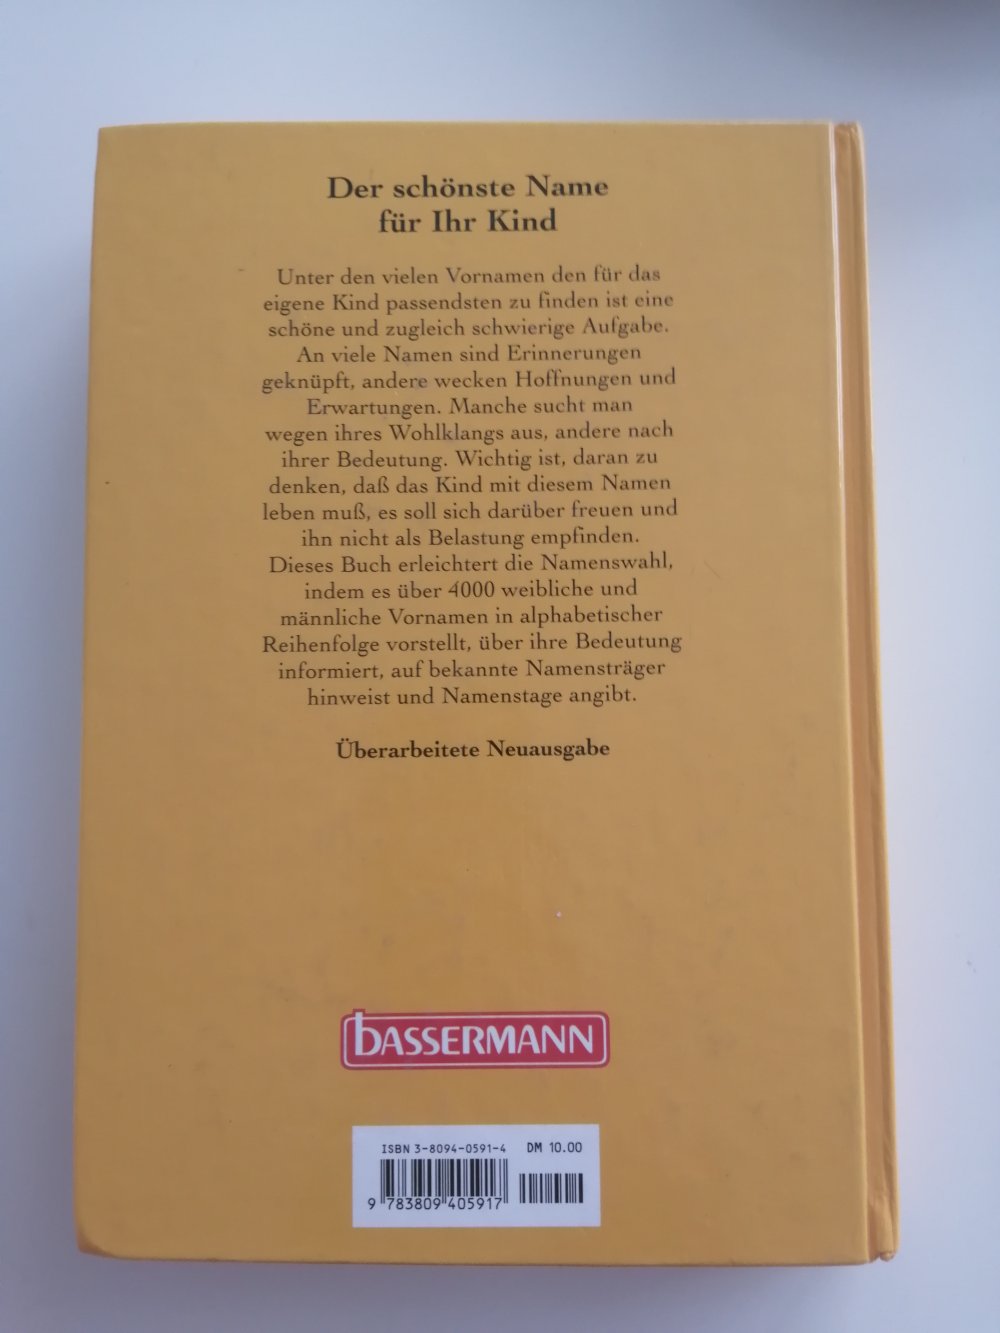 Der schönste Name
für Ihr Kind
Unter den vielen Vornamen den für das
eigene Kind passendsten zu finden ist eine
schöne und zugleich schwierige Aufgabe.
An viele Namen sind Erinnerungen
geknüpft, andere wecken Hoffnungen und
Erwartungen. Manche sucht man
wegen ihres Wohlklangs aus, andere nach
ihrer Bedeutung. Wichtig ist, daran zu
denken, daß das Kind mit diesem Namen
leben muß, es soll sich darüber freuen und
ihn nicht als Belastung empfinden.
Dieses Buch erleichtert die Namenswahl,
indem es über 4000 weibliche und
männliche Vornamen in alphabetischer
Reihenfolge vorstellt, über ihre Bedeutung
informiert, auf bekannte Namensträger
hinweist und Namenstage angibt.
Überarbeitete Neuausgabe
bASSERMANN
ISBN 3-8094-0591-4 DM 10.00
9 783809 405917